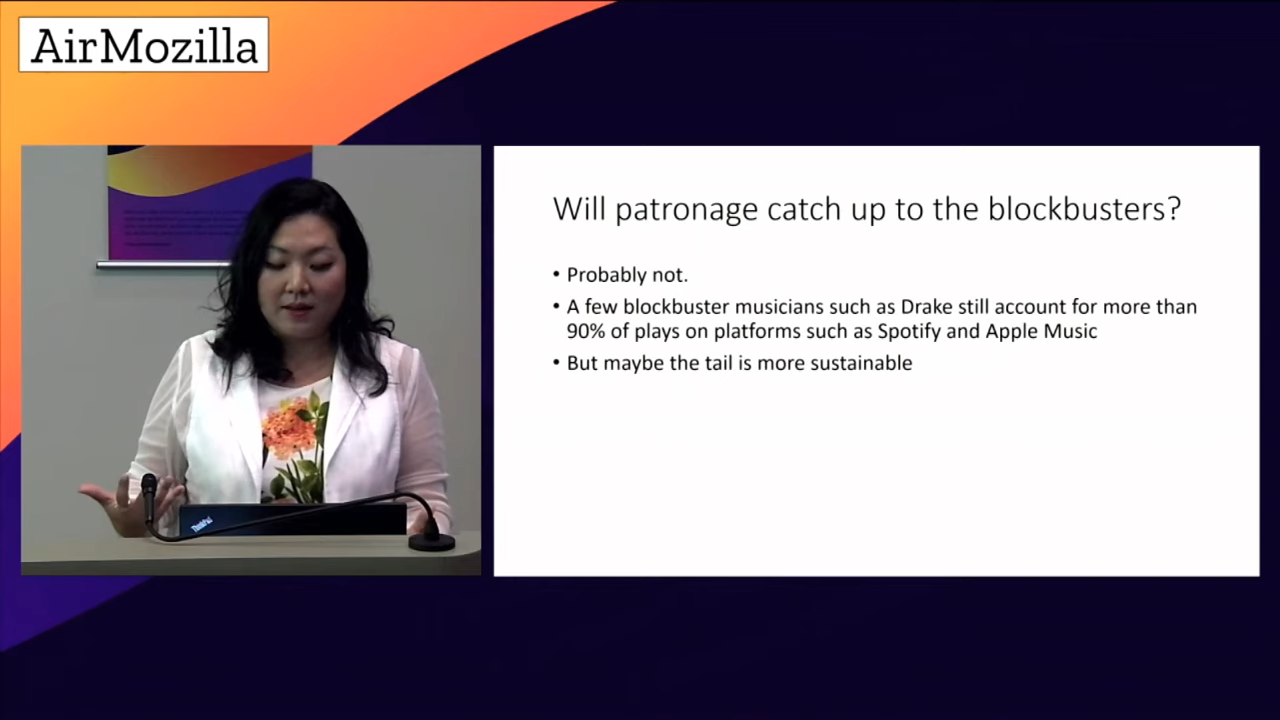 AirMozilla
Will patronage catch up to the blockbusters?
• Probably not.
• A few blockbuster musicians such as Drake still account for more than
90% of plays on platforms such as Spotify and Apple Music
• But maybe the tail is more sustainable
ThinkPad